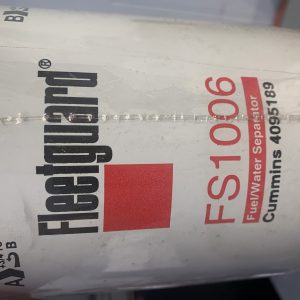 Fleetguard®
FS1006
Fuel/Water Separator
Cummins 4095189